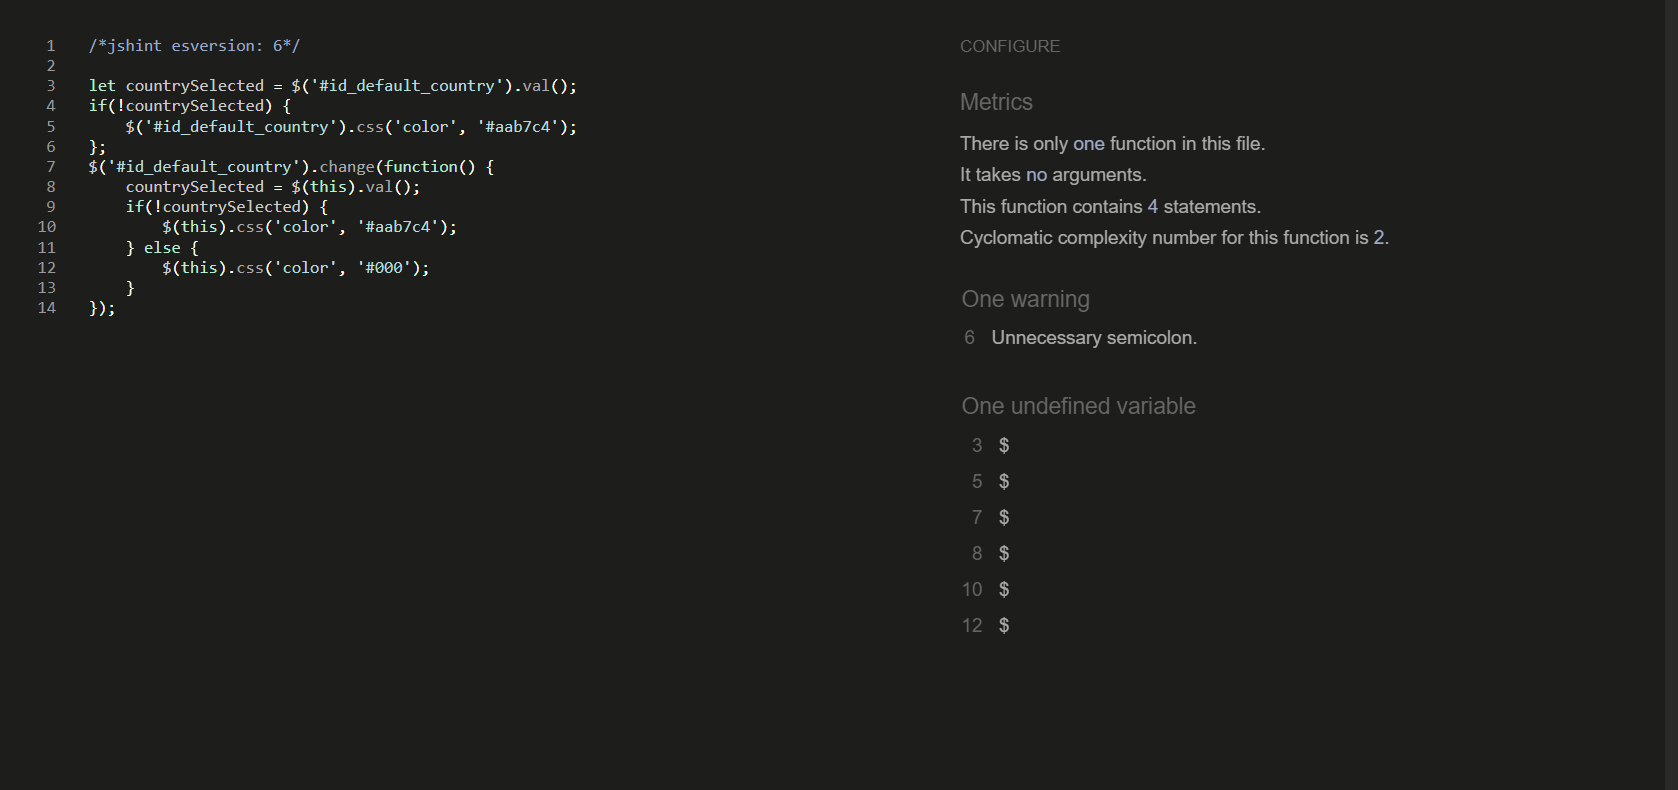 1 /*jshint esversion: 6*/
2
3 let countrySelected = $('#id_default_country').val();
4 if(!countrySelected) {
5     $('#id_default_country').css('color', '#aab7c4');
6 };
7 $('#id_default_country').change(function() {
8     countrySelected = $(this).val();
9     if(!countrySelected) {
10         $(this).css('color', '#aab7c4');
11     } else {
12         $(this).css('color', '#000');
13     }
14 });
CONFIGURE
Metrics
There is only one function in this file.
It takes no arguments.
This function contains 4 statements.
Cyclomatic complexity number for this function is 2.
One warning
6 Unnecessary semicolon.
One undefined variable
3 $
5 $
7 $
8 $
10 $
12 $